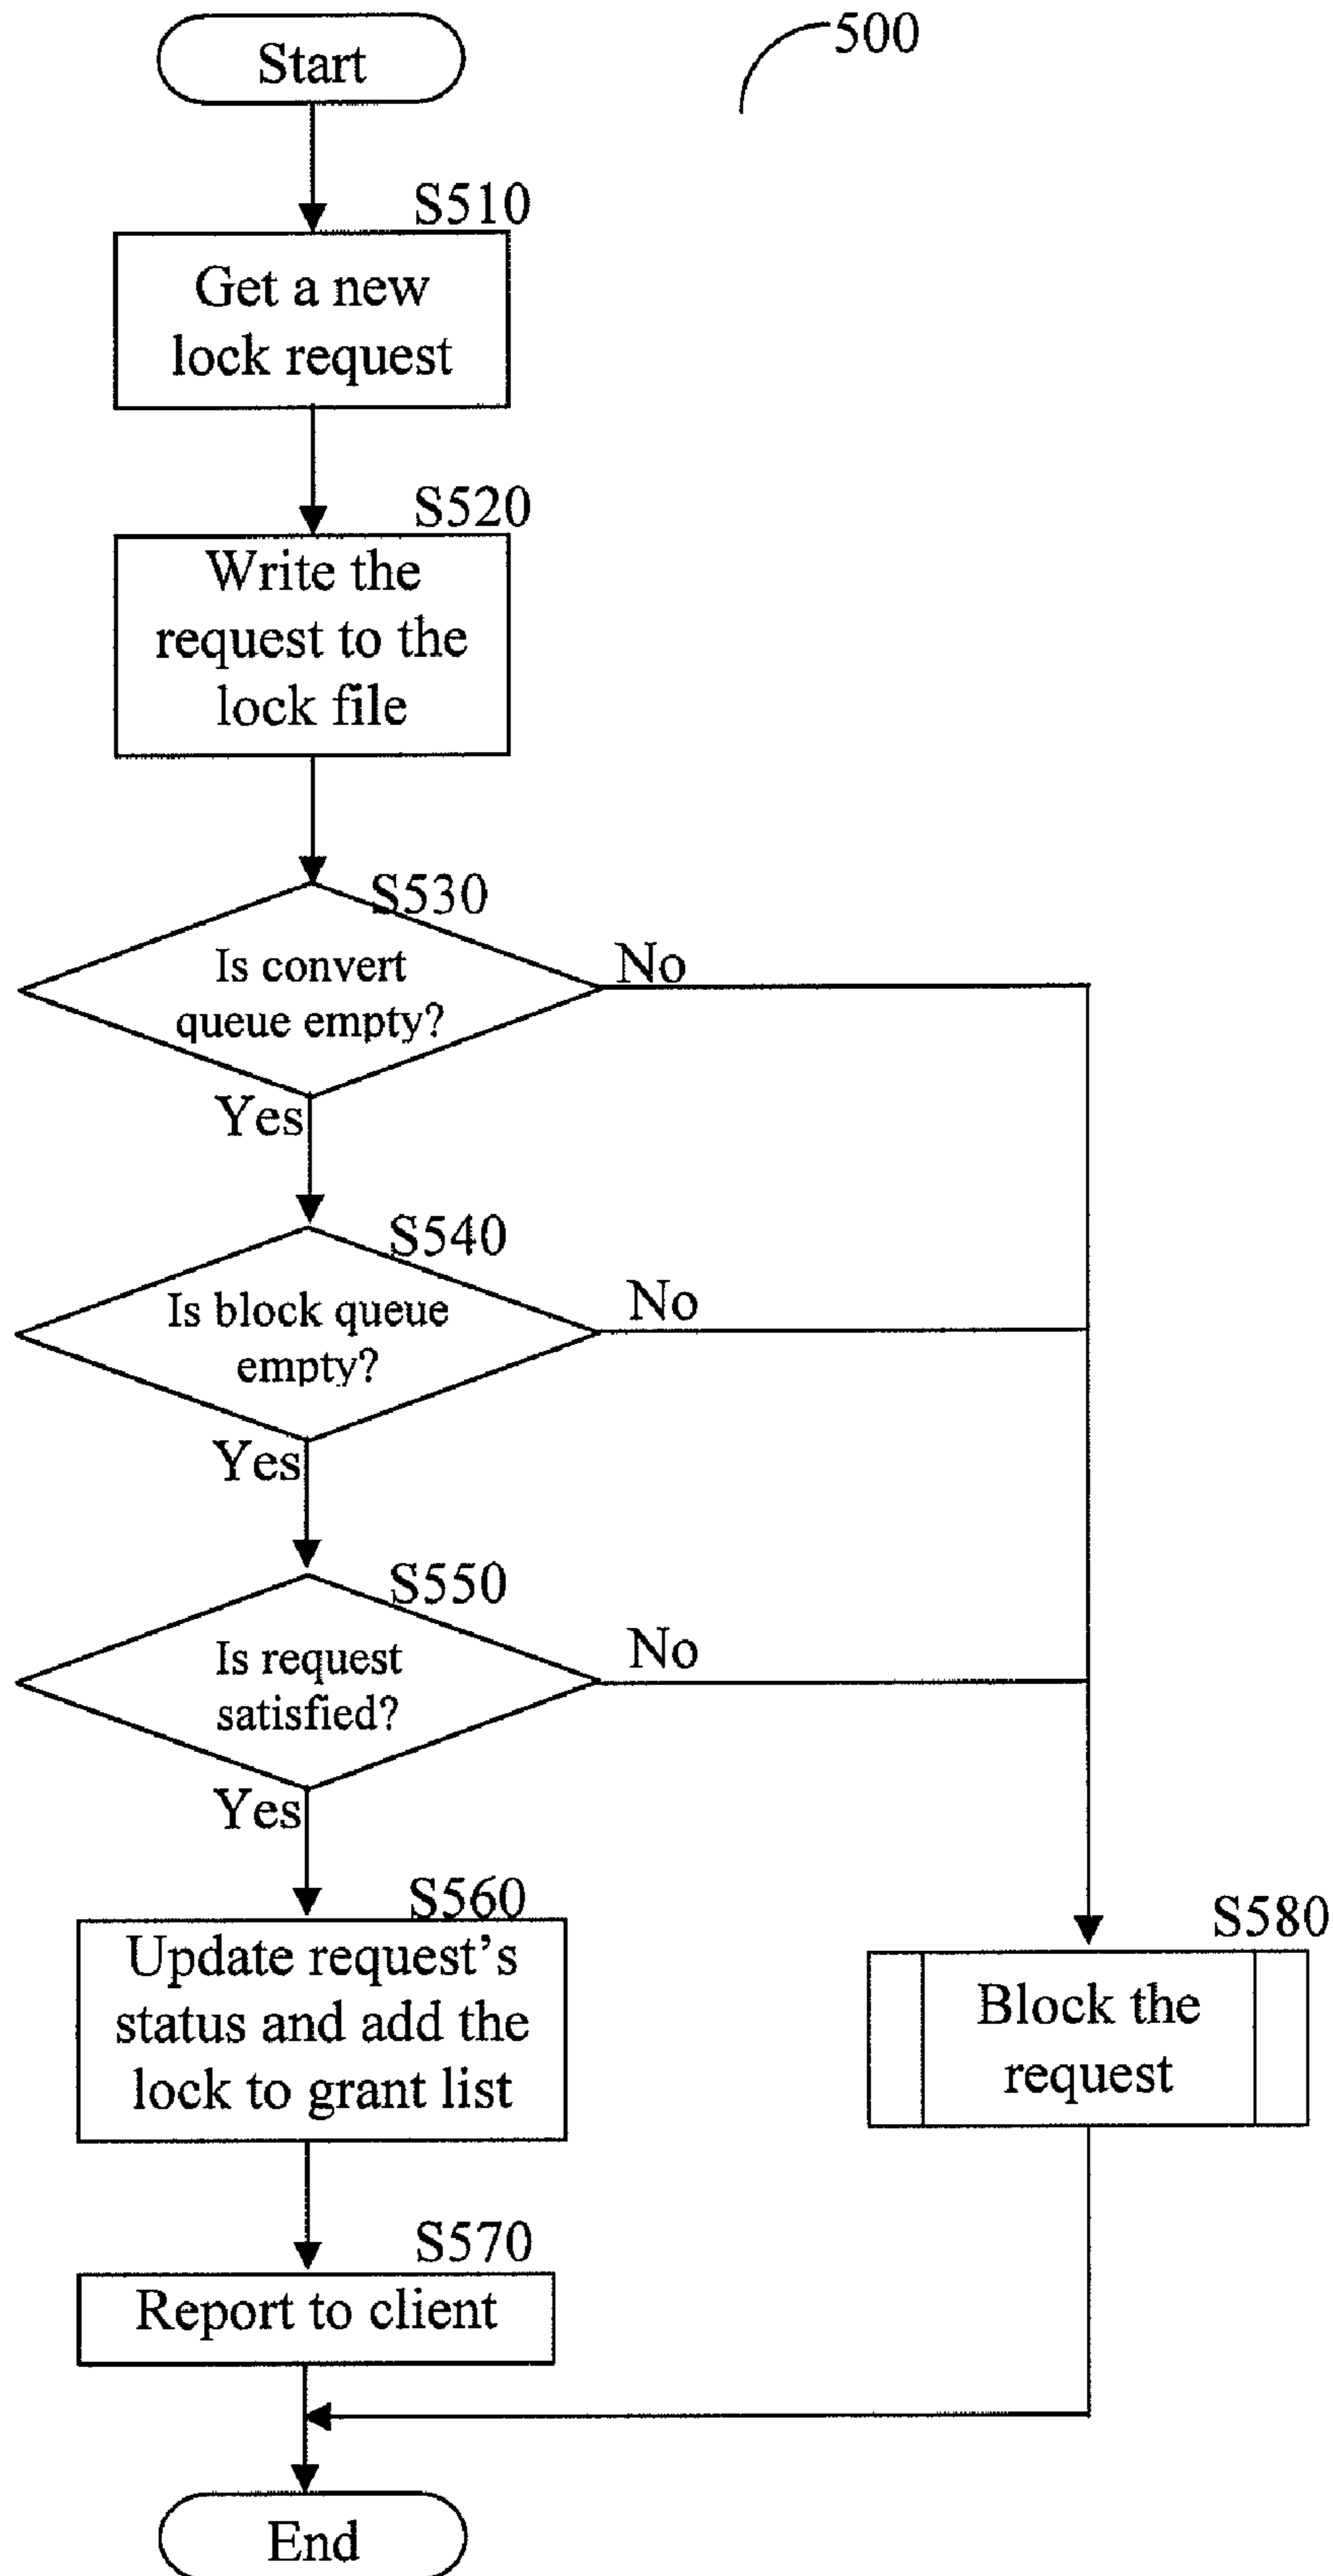 Start
500
S510
Get a new
lock request
S520
Write the
request to the
lock file
S530
Is convert
queue empty?
No
Yes
S540
Is block queue
empty?
No
Yes
S550
Is request
satisfied?
No
Yes
S560
Update request's
status and add the
lock to grant list
S580
Block the
request
S570
Report to client
End